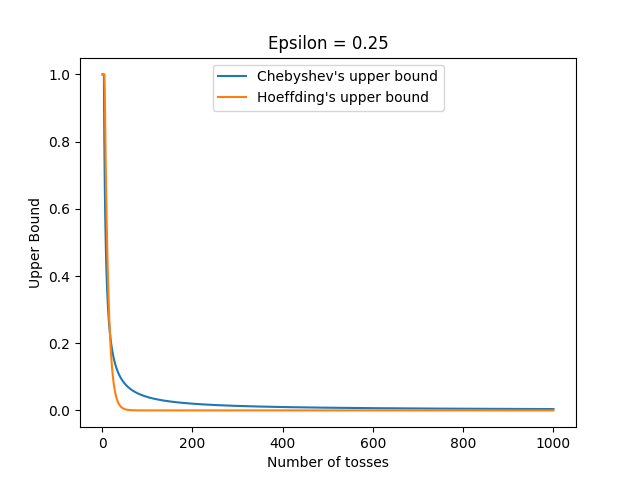 Epsilon = 0.25
Chebyshev's upper bound
Hoeffding's upper bound
1.0
0.8
0.6
0.4
0.2
0.0
Upper Bound
0 200 400 600 800 1000
Number of tosses